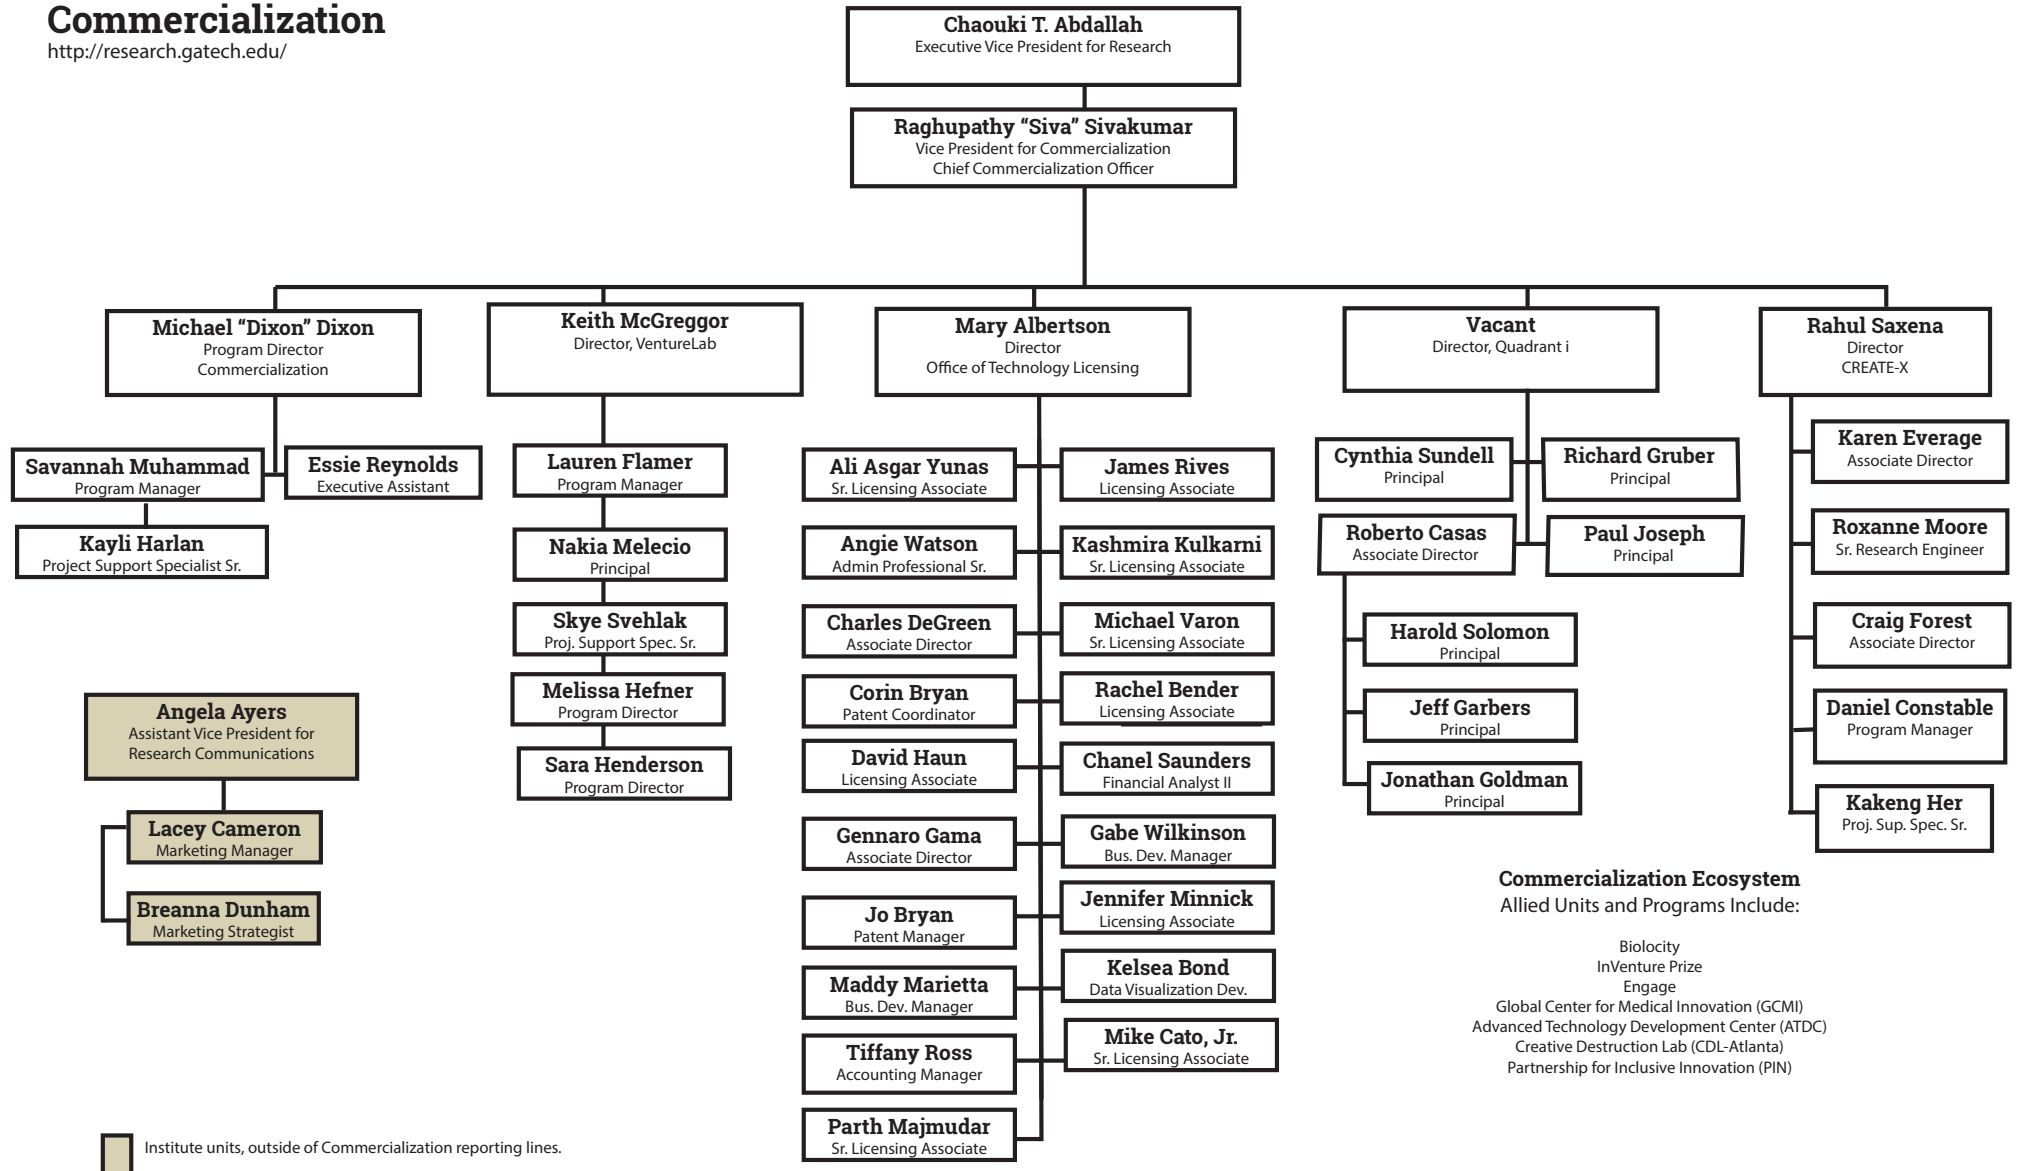 Commercialization
http://research.gatech.edu/
Chaouki T. Abdallah
Executive Vice President for Research
Raghupathy “Siva” Sivakumar
Vice President for Commercialization
Chief Commercialization Officer
Michael “Dixon” Dixon
Program Director
Commercialization
Savannah Muhammad
Program Manager
Essie Reynolds
Executive Assistant
Kayli Harlan
Project Support Specialist Sr.
Angela Ayers
Assistant Vice President for
Research Communications
Lacey Cameron
Marketing Manager
Breanna Dunham
Marketing Strategist
Keith McGreggor
Director, VentureLab
Lauren Flamer
Program Manager
Nakia Melecio
Principal
Skye Svehlak
Proj. Support Spec. Sr.
Melissa Hefner
Program Director
Sara Henderson
Program Director
Mary Albertson
Director
Office of Technology Licensing
Ali Asgar Yunas
Sr. Licensing Associate
James Rives
Licensing Associate
Angie Watson
Admin Professional Sr.
Kashmira Kulkarni
Sr. Licensing Associate
Charles DeGreen
Associate Director
Michael Varon
Sr. Licensing Associate
Corin Bryan
Patent Coordinator
Rachel Bender
Licensing Associate
David Haun
Licensing Associate
Chanel Saunders
Financial Analyst II
Gennaro Gama
Associate Director
Gabe Wilkinson
Bus. Dev. Manager
Jo Bryan
Patent Manager
Jennifer Minnick
Licensing Associate
Maddy Marietta
Bus. Dev. Manager
Kelsea Bond
Data Visualization Dev.
Tiffany Ross
Accounting Manager
Mike Cato, Jr.
Sr. Licensing Associate
Parth Majmudar
Sr. Licensing Associate
Vacant
Director, Quadrant i
Cynthia Sundell
Principal
Richard Gruber
Principal
Roberto Casas
Associate Director
Paul Joseph
Principal
Harold Solomon
Principal
Jeff Garbers
Principal
Jonathan Goldman
Principal
Rahul Saxena
Director
CREATE-X
Karen Everage
Associate Director
Roxanne Moore
Sr. Research Engineer
Craig Forest
Associate Director
Daniel Constable
Program Manager
Kakeng Her
Proj. Sup. Spec. Sr.
Commercialization Ecosystem
Allied Units and Programs Include:
Biolocity
InVenture Prize
Engage
Global Center for Medical Innovation (GCMI)
Advanced Technology Development Center (ATDC)
Creative Destruction Lab (CDL-Atlanta)
Partnership for Inclusive Innovation (PIN)
Institute units, outside of Commercialization reporting lines.